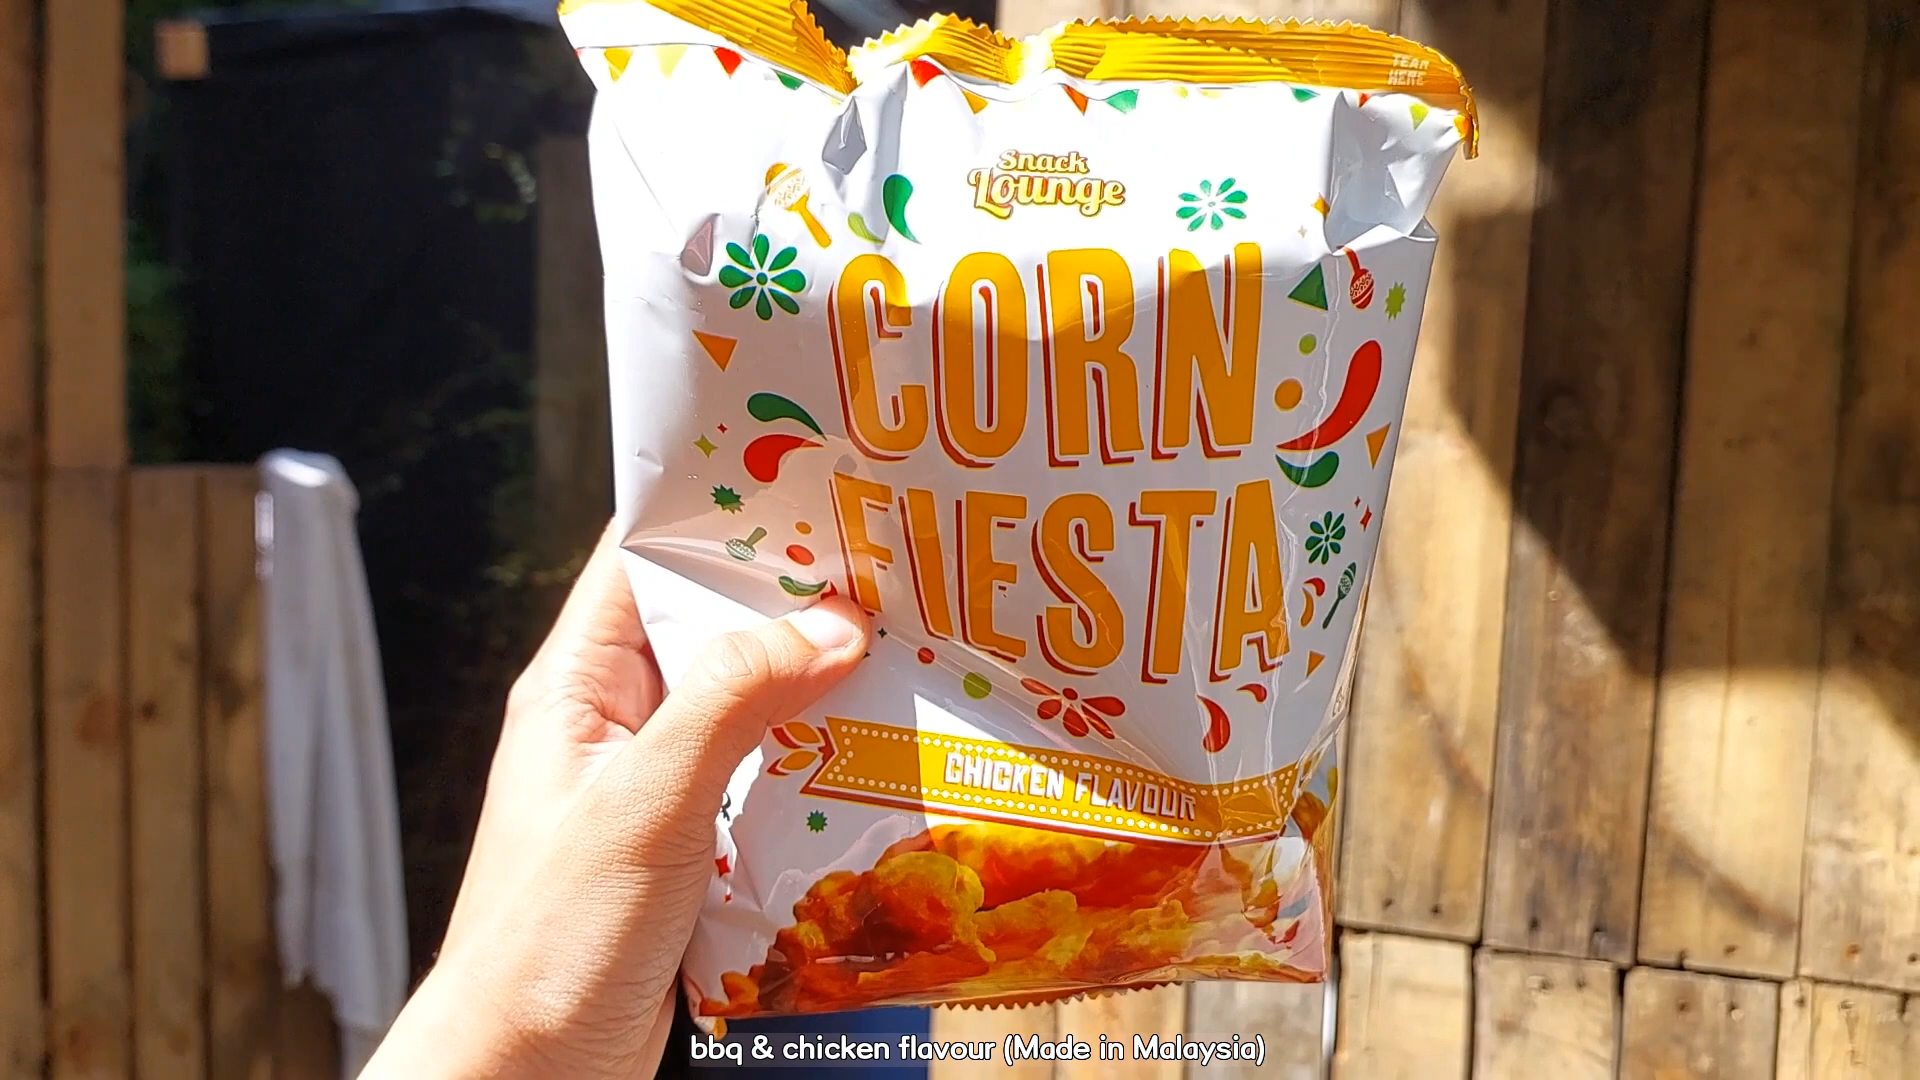 TEAR
HERE
Snack
Lounge
CORN
FIESTA
CHICKEN FLAVOUR
bbq & chicken flavour (Made in Malaysia)